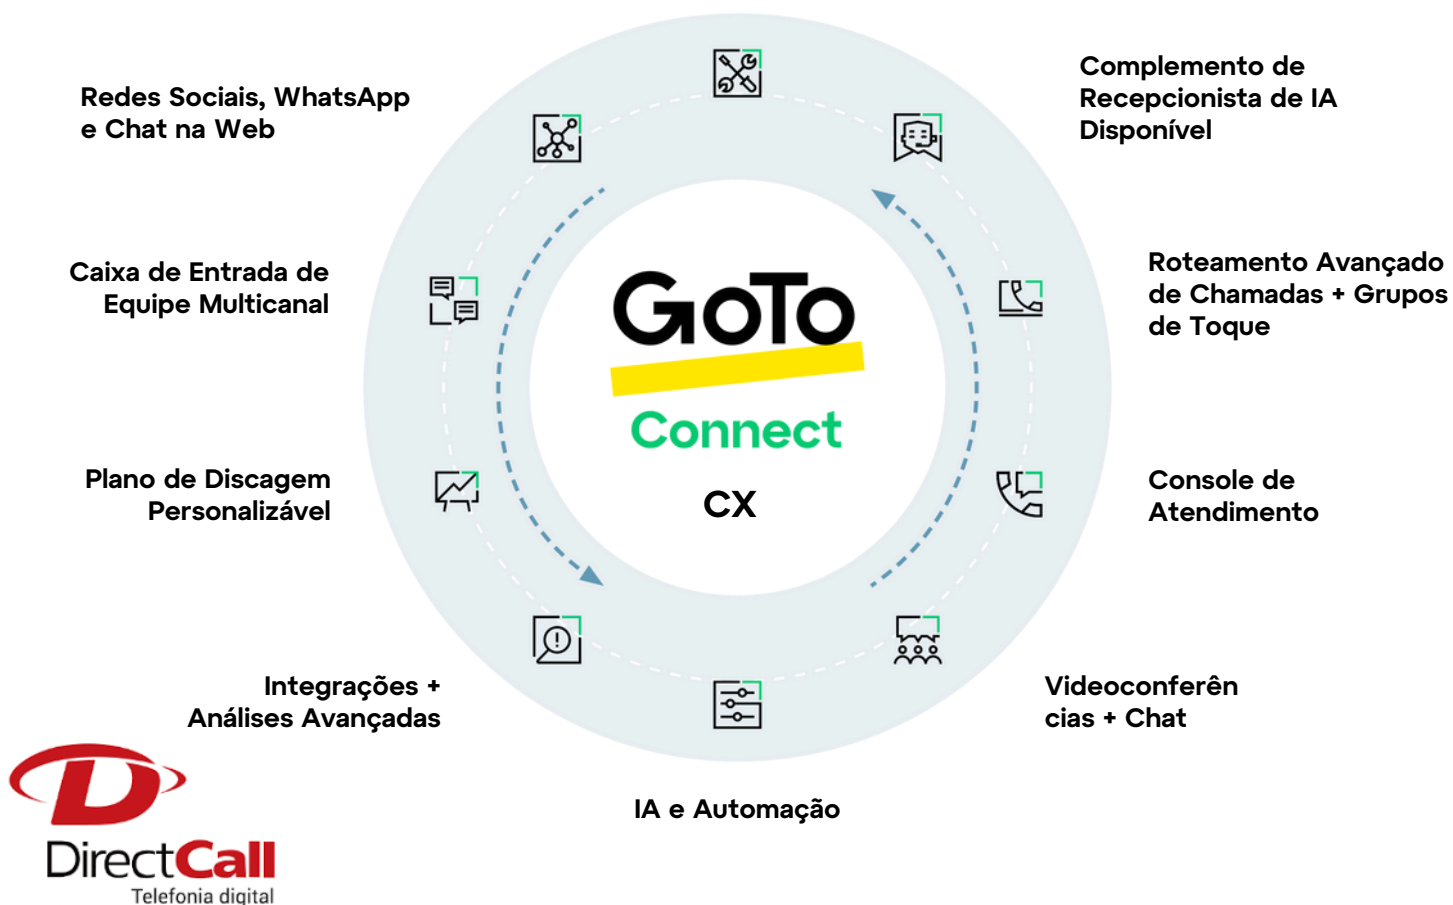 Redes Sociais, WhatsApp
e Chat na Web
Caixa de Entrada de
Equipe Multicanal
Plano de Discagem
Personalizável
Integrações +
Análises Avançadas
IA e Automação
Complemento de
Recepcionista de IA
Disponível
Roteamento Avançado
de Chamadas + Grupos
de Toque
Console de
Atendimento
Videoconferên
cias + Chat
GoTo
Connect
CX
D
DirectCall
Telefonia digital